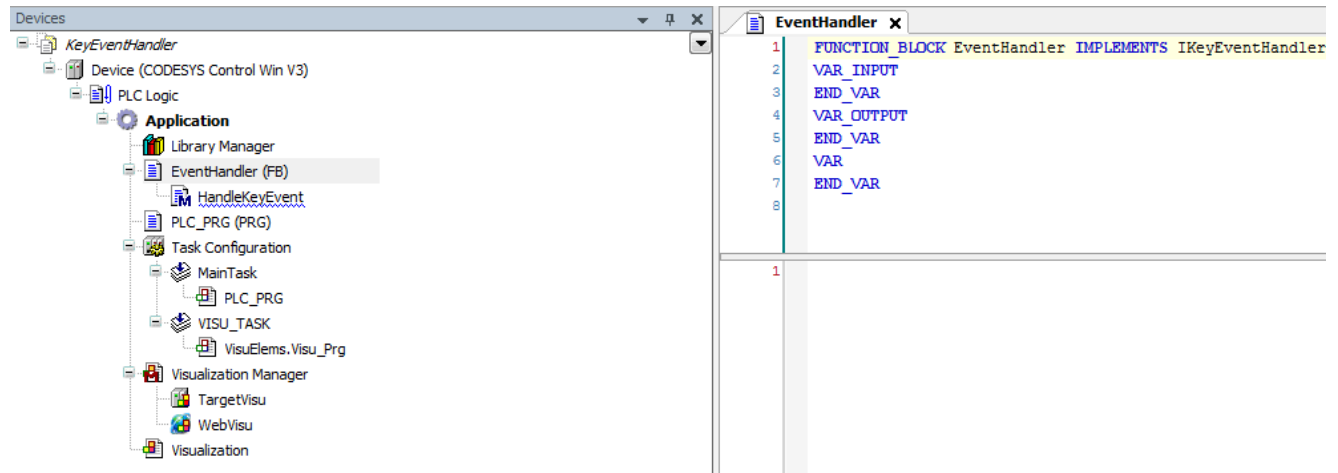 Devices
KeyEventHandler
Device (CODESYS Control Win V3)
PLC Logic
Application
Library Manager
EventHandler (FB)
HandleKeyEvent
PLC_PRG (PRG)
Task Configuration
MainTask
PLC_PRG
VISU_TASK
VisuElems.Visu_Prg
Visualization Manager
TargetVisu
WebVisu
Visualization
EventHandler
1 FUNCTION_BLOCK EventHandler IMPLEMENTS IKeyEventHandler
2 VAR_INPUT
3 END_VAR
4 VAR_OUTPUT
5 END_VAR
6 VAR
7 END_VAR
8
1